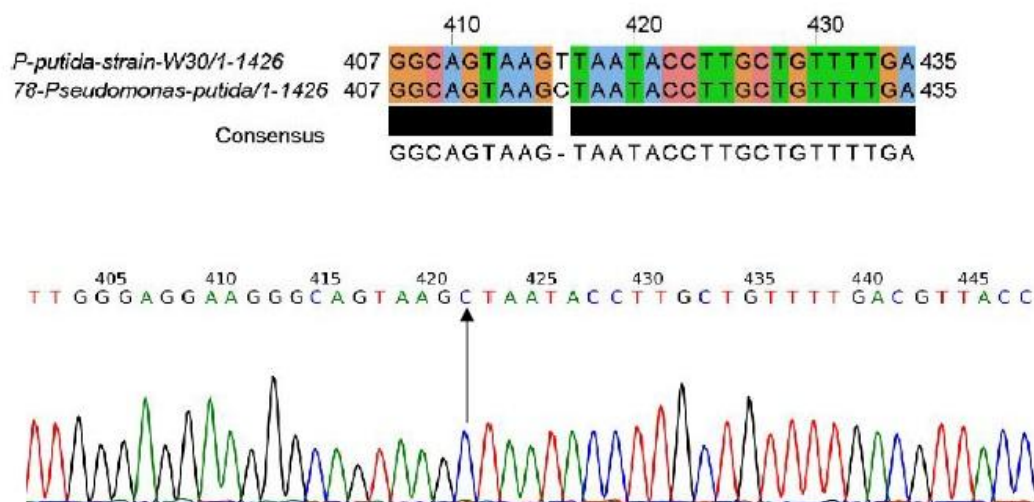 410 420 430
P-putida-strain-W30/1-1426 407 GGCAGTAAGTTAATACCTTGCTGTTTTGA 435
78-Pseudomonas-putida/1-1426 407 GGCAGTAAGCTAATACCTTGCTGTTTTGA 435
Consensus
GGCAGTAAG-TAATACCTTGCTGTTTTGA
405 410 415 420 425 430 435 440 445
T T G G G A G G A A G G G C A G T A A G C T A A T A C C T T G C T G T T T T G A C G T T A C C